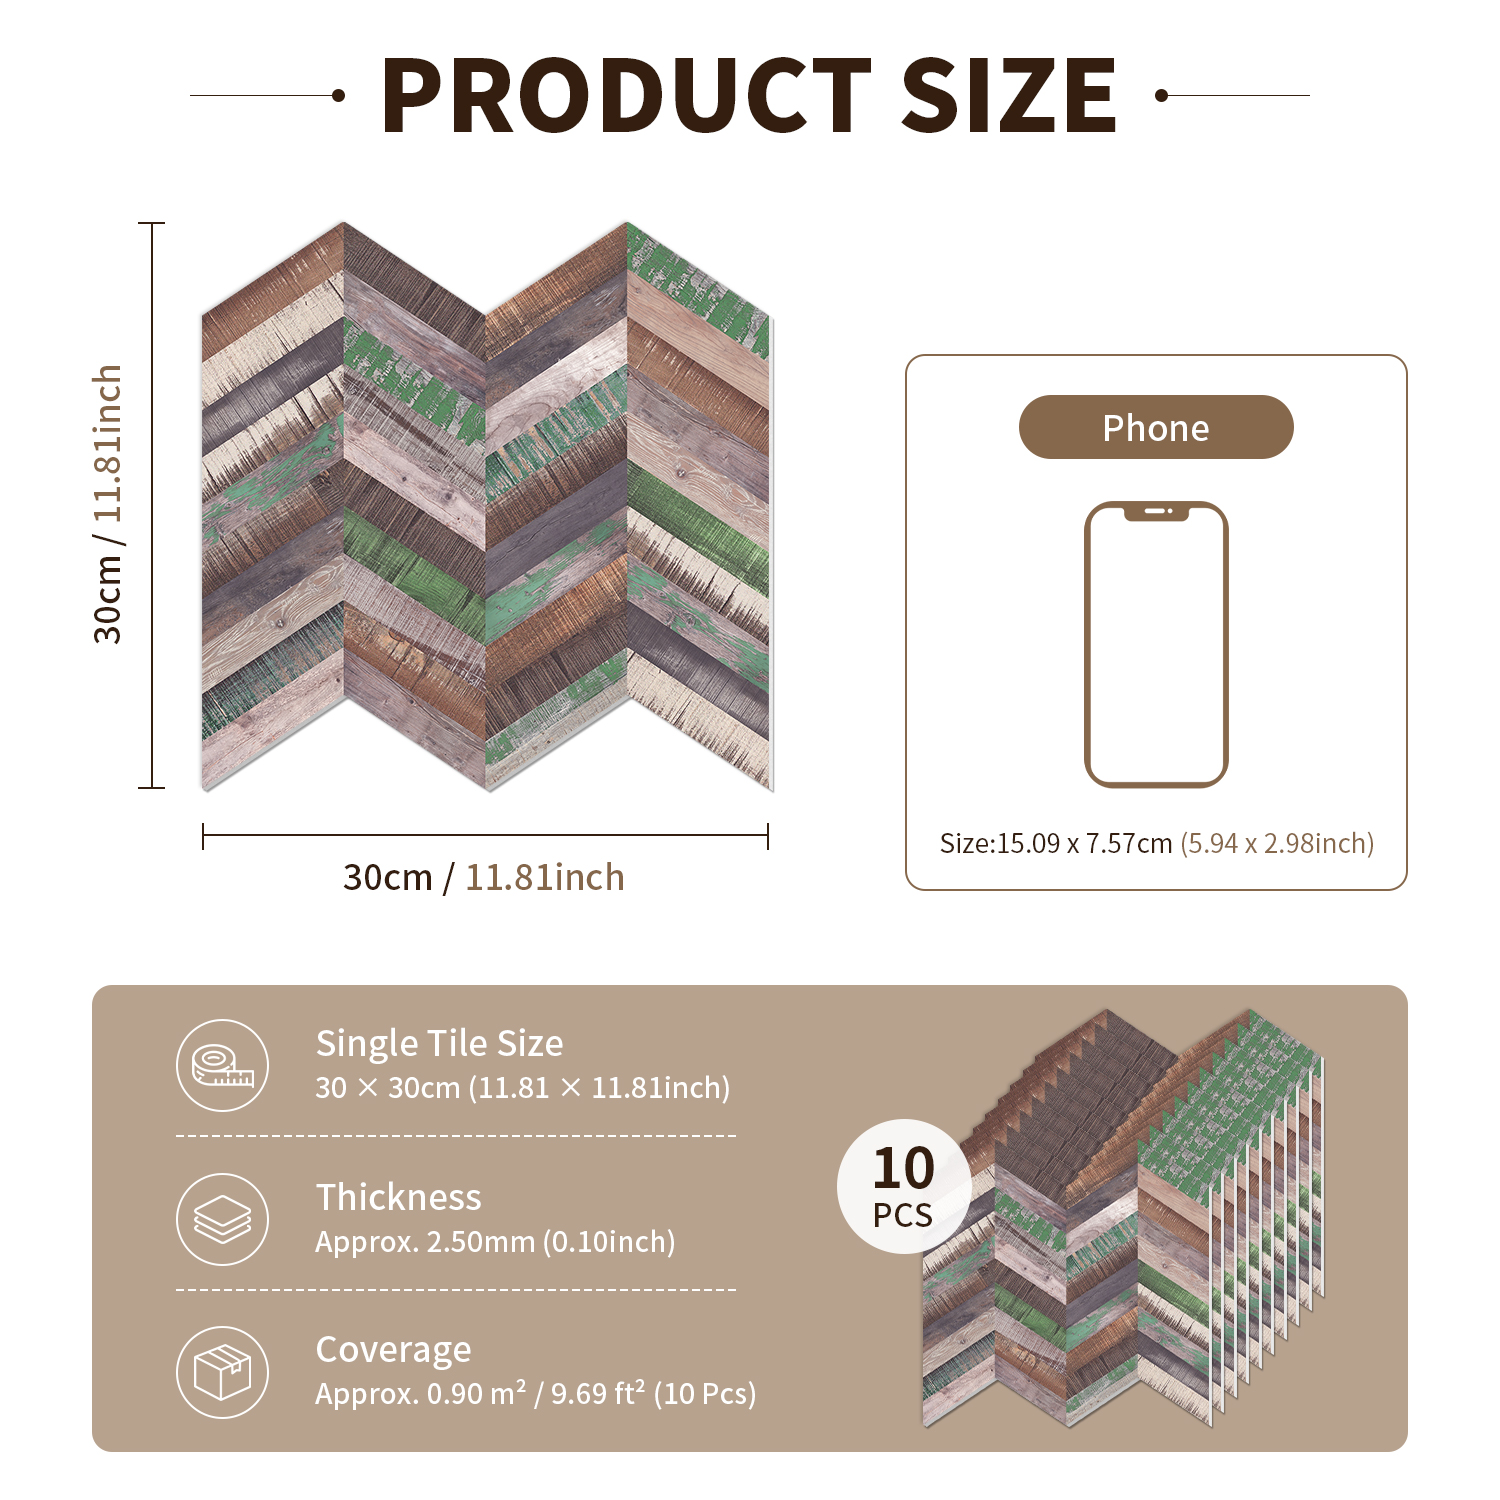 PRODUCT SIZE
30cm / 11.81inch
30cm / 11.81inch
Phone
Size:15.09 x 7.57cm (5.94 x 2.98inch)
Single Tile Size
30 × 30cm (11.81 × 11.81inch)
Thickness
Approx. 2.50mm (0.10inch)
Coverage
Approx. 0.90 m² / 9.69 ft² (10 Pcs)
10
PCS